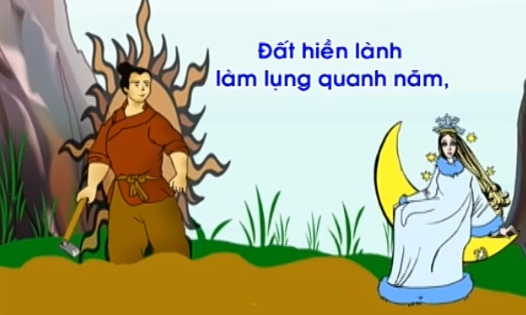 Đất hiền lành
làm lụng quanh năm,